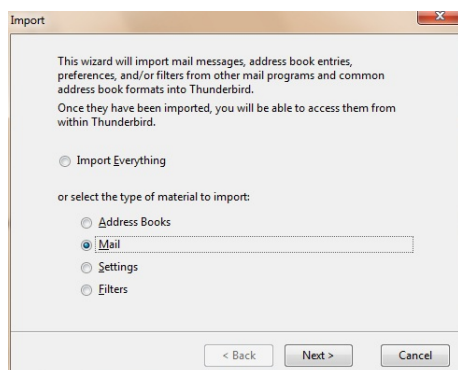 Import
This wizard will import mail messages, address book entries,
preferences, and/or filters from other mail programs and common
address book formats into Thunderbird.
Once they have been imported, you will be able to access them from
within Thunderbird.
Import Everything
or select the type of material to import:
Address Books
Mail
Settings
Filters
< Back Next > Cancel